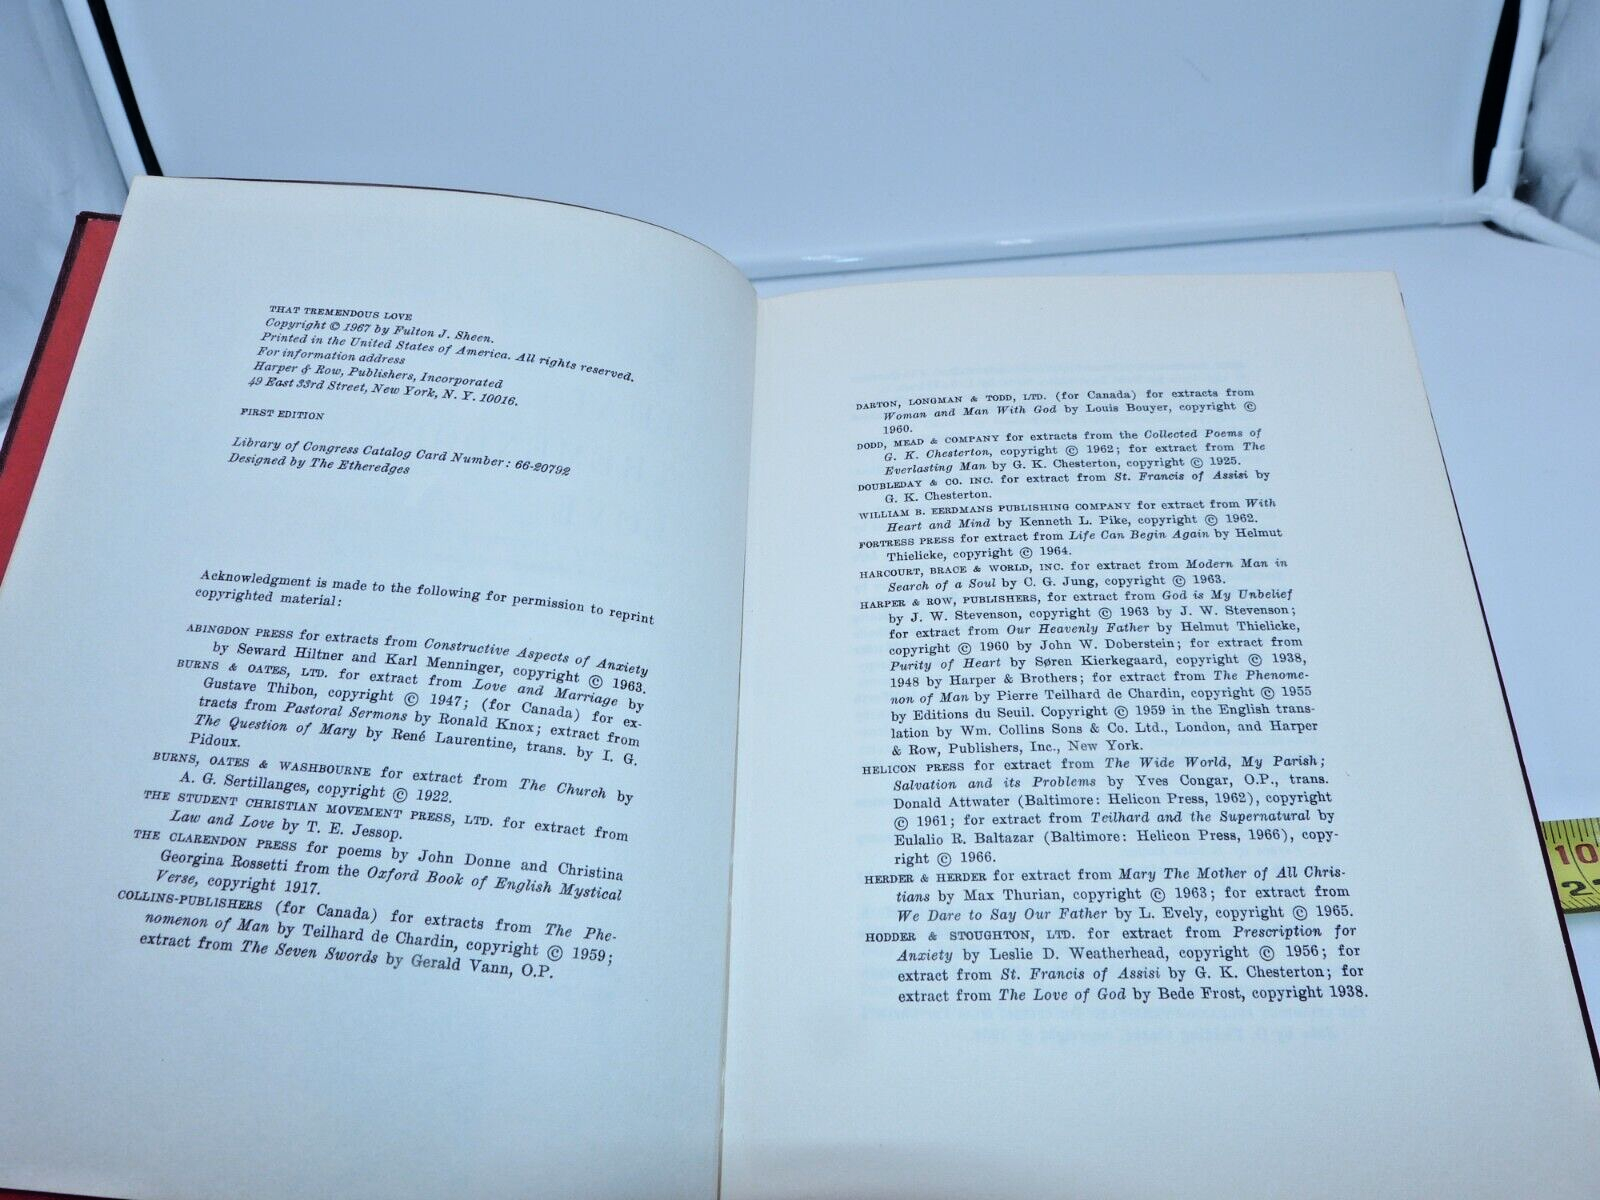 THAT TREMENDOUS LOVE
Copyright © 1967 by Fulton J. Sheen.
Printed in the United States of America. All rights reserved.
For information address
Harper & Row, Publishers, Incorporated
49 East 33rd Street, New York, N. Y. 10016.
FIRST EDITION
Library of Congress Catalog Card Number: 66-20792
Designed by The Etheredges
Acknowledgment is made to the following for permission to reprint
copyrighted material:
ABINGDON PRESS for extracts from Constructive Aspects of Anxiety
by Seward Hiltner and Karl Menninger, copyright © 1963.
BURNS & OATES, LTD. for extract from Love and Marriage by
Gustave Thibon, copyright © 1947; (for Canada) for ex-
tracts from Pastoral Sermons by Ronald Knox; extract from
The Question of Mary by René Laurentine, trans. by I. G.
Pidoux.
BURNS, OATES & WASHBOURNE for extract from The Church by
A. G. Sertillanges, copyright © 1922.
THE STUDENT CHRISTIAN MOVEMENT PRESS, LTD. for extract from
Law and Love by T. E. Jessop.
THE CLARENDON PRESS for poems by John Donne and Christina
Georgina Rossetti from the Oxford Book of English Mystical
Verse, copyright 1917.
COLLINS-PUBLISHERS (for Canada) for extracts from The Phe-
nomenon of Man by Teilhard de Chardin, copyright © 1959;
extract from The Seven Swords by Gerald Vann, O.P.
DARTON, LONGMAN & TODD, LTD. (for Canada) for extracts from
Woman and Man With God by Louis Bouyer, copyright ©
1960.
DODD, MEAD & COMPANY for extracts from the Collected Poems of
G. K. Chesterton, copyright © 1962; for extract from The
Everlasting Man by G. K. Chesterton, copyright © 1925.
DOUBLEDAY & CO. INC. for extract from St. Francis of Assisi by
G. K. Chesterton.
WILLIAM B. EERDMANS PUBLISHING COMPANY for extract from With
Heart and Mind by Kenneth L. Pike, copyright © 1962.
FORTRESS PRESS for extract from Life Can Begin Again by Helmut
Thielicke, copyright © 1964.
HARCOURT, BRACE & WORLD, INC. for extract from Modern Man in
Search of a Soul by C. G. Jung, copyright © 1963.
HARPER & ROW, PUBLISHERS, for extract from God is My Unbelief
by J. W. Stevenson, copyright © 1963 by J. W. Stevenson;
for extract from Our Heavenly Father by Helmut Thielicke,
copyright © 1960 by John W. Doberstein; for extract from
Purity of Heart by Søren Kierkegaard, copyright © 1938,
1948 by Harper & Brothers; for extract from The Phenome-
non of Man by Pierre Teilhard de Chardin, copyright © 1955
by Editions du Seuil. Copyright © 1959 in the English trans-
lation by Wm. Collins Sons & Co. Ltd., London, and Harper
& Row, Publishers, Inc., New York.
HELICON PRESS for extract from The Wide World, My Parish;
Salvation and its Problems by Yves Congar, O.P., trans.
Donald Attwater (Baltimore: Helicon Press, 1962), copyright
© 1961; for extract from Teilhard and the Supernatural by
Eulalio R. Baltazar (Baltimore: Helicon Press, 1966), copy-
right © 1966.
HERDER & HERDER for extract from Mary The Mother of All Chris-
tians by Max Thurian, copyright © 1963; for extract from
We Dare to Say Our Father by L. Evely, copyright © 1965.
HODDER & STOUGHTON, LTD. for extract from Prescription for
Anxiety by Leslie D. Weatherhead, copyright © 1956; for
extract from St. Francis of Assisi by G. K. Chesterton; for
extract from The Love of God by Bede Frost, copyright 1938.
10